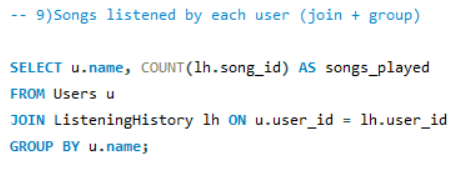 -- 9)Songs listened by each user (join + group)
SELECT u.name, COUNT(lh.song_id) AS songs_played
FROM Users u
JOIN ListeningHistory lh ON u.user_id = lh.user_id
GROUP BY u.name;